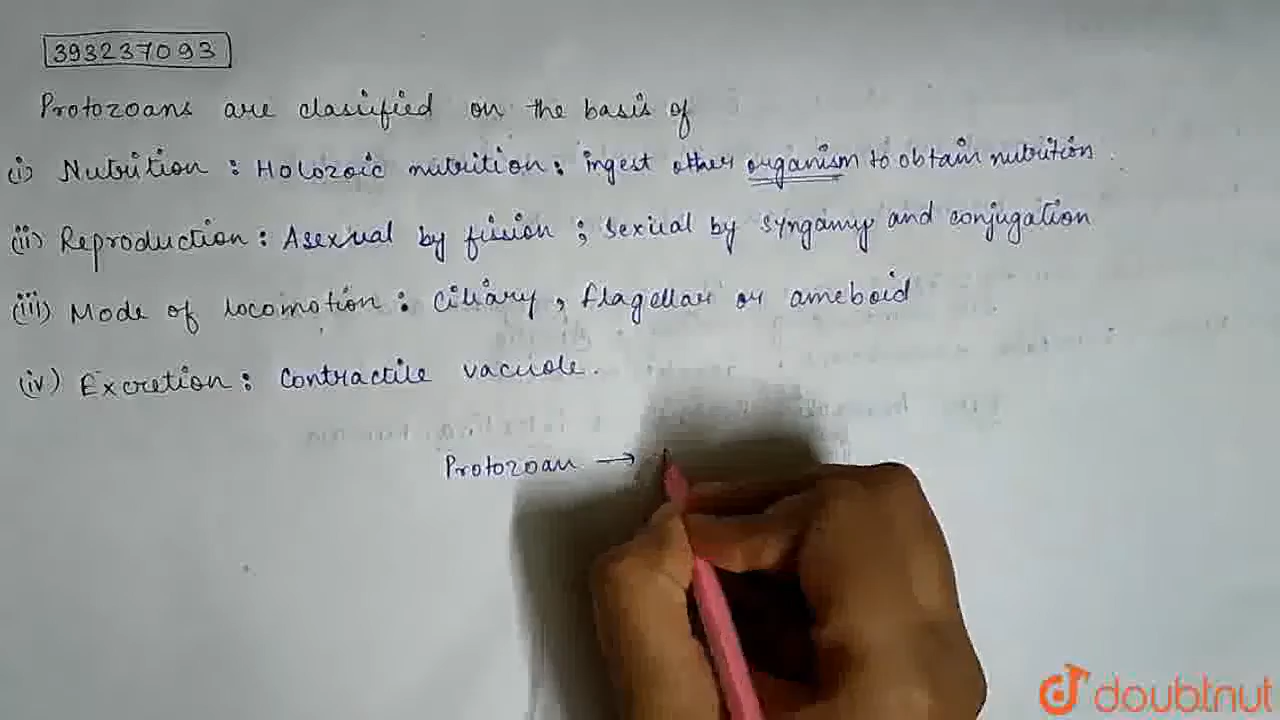 393237093
Protozoans are clasified on the basis of
(i) Nutrition : Holozoic nutrition : ingest other organism to obtain nutrition.
(ii) Reproduction : Asexual by fission ; sexual by syngamy and conjugation
(iii) Mode of locomotion : ciliary, flagellar or ameboid
(iv) Excretion : contractile vacuole.
Protozoan →
doubtnut